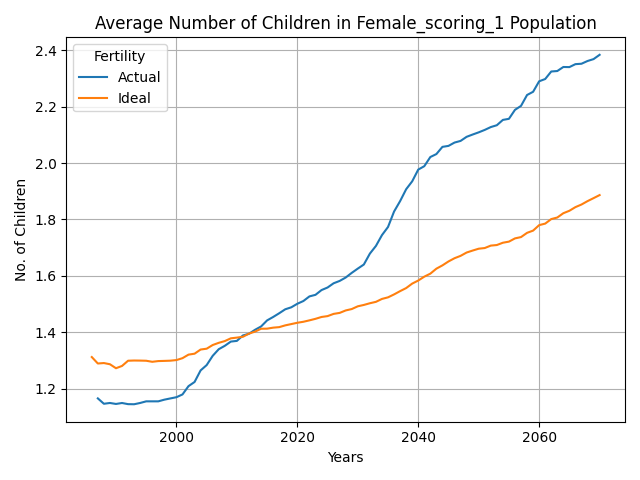 Average Number of Children in Female_scoring_1 Population
Fertility
Actual
Ideal
No. of Children
2.4
2.2
2.0
1.8
1.6
1.4
1.2
2000
2020
2040
2060
Years